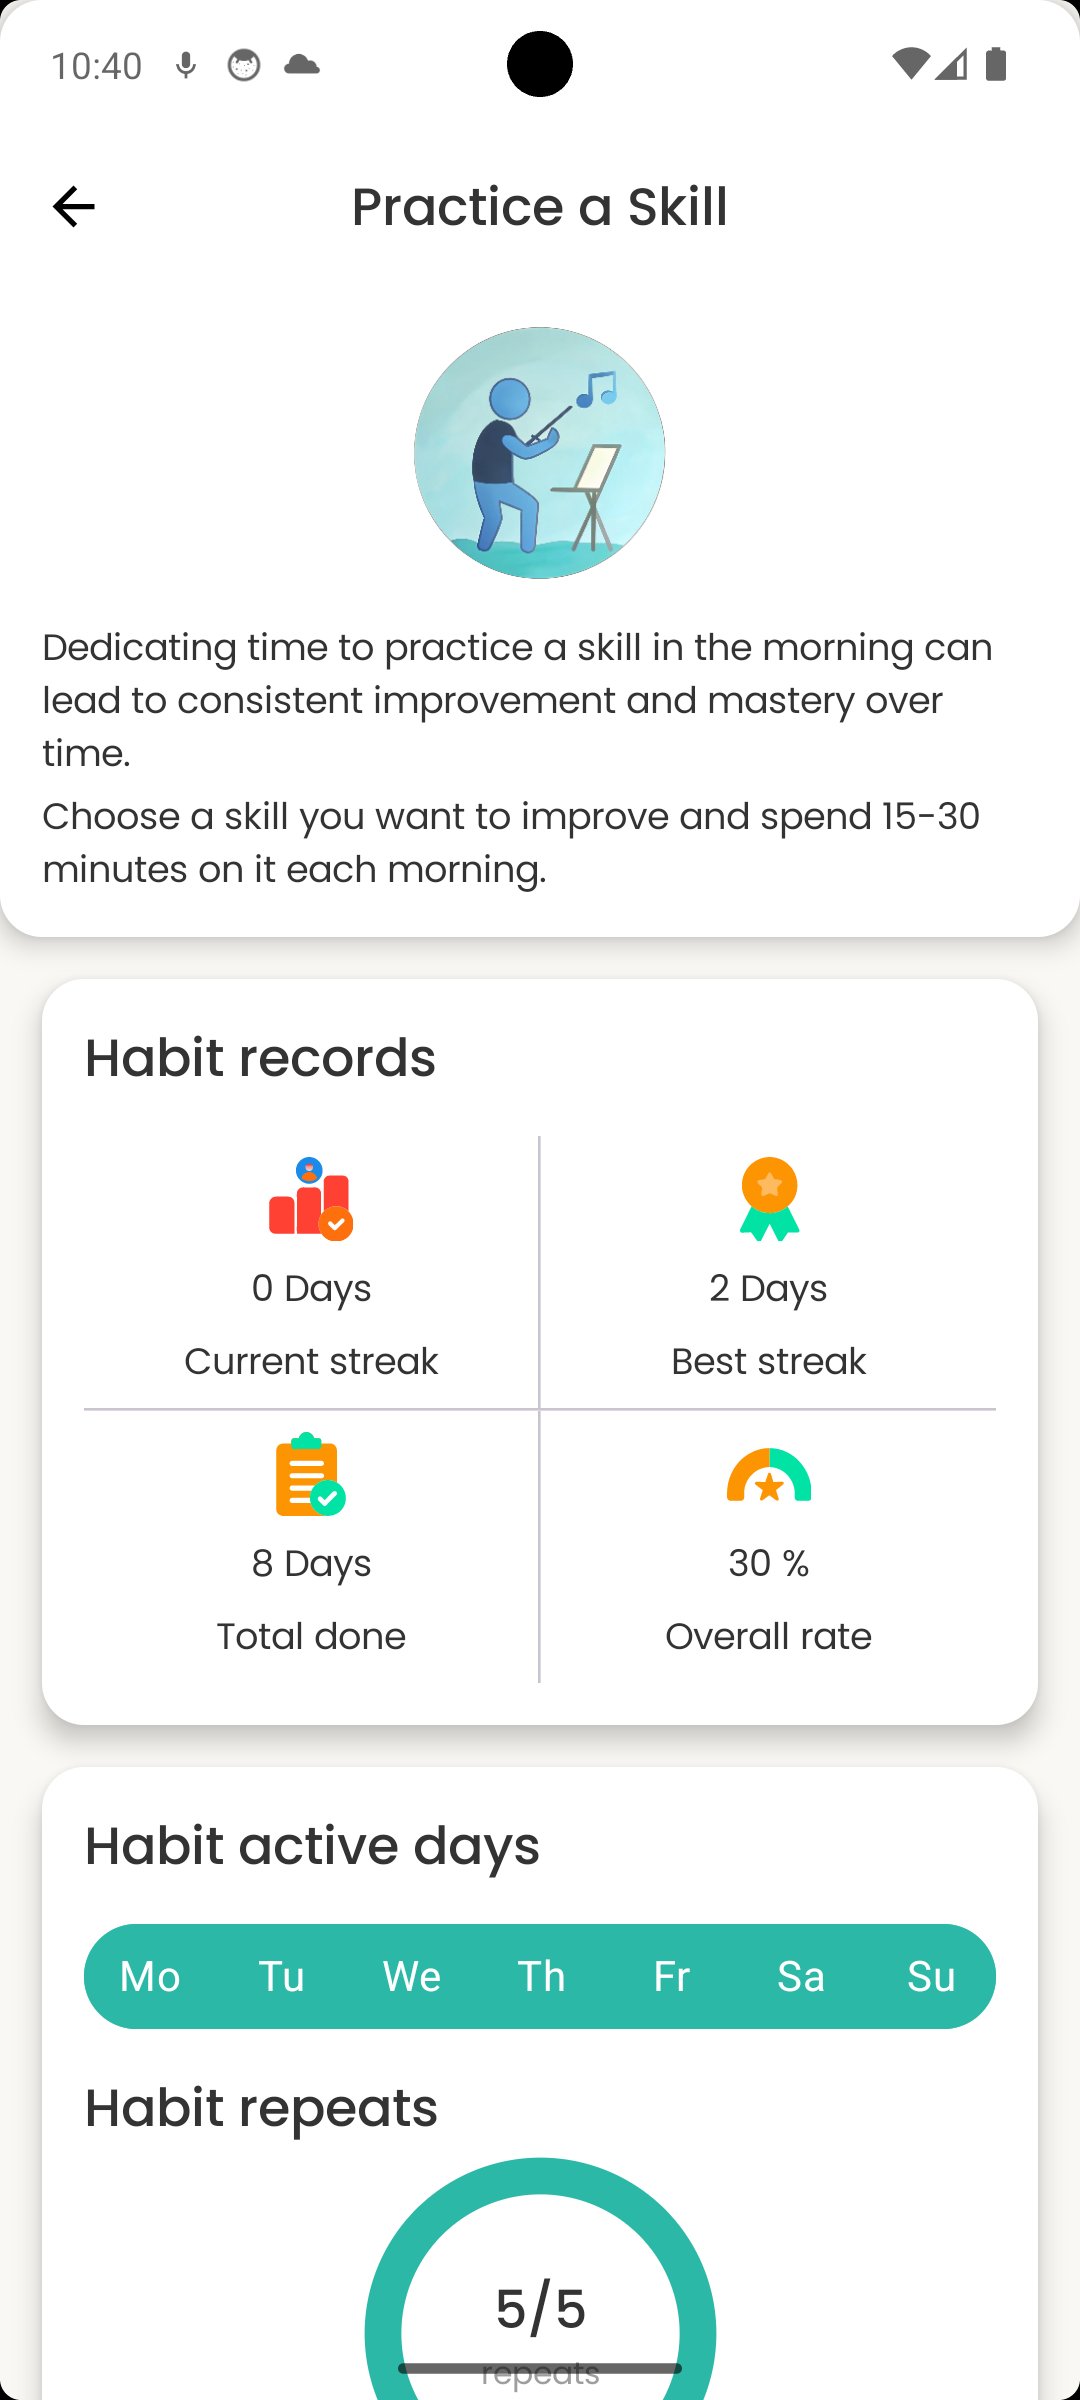 10:40
Practice a Skill
Dedicating time to practice a skill in the morning can
lead to consistent improvement and mastery over
time.
Choose a skill you want to improve and spend 15-30
minutes on it each morning.
Habit records
0 Days
Current streak
2 Days
Best streak
8 Days
Total done
30 %
Overall rate
Habit active days
Mo Tu We Th Fr Sa Su
Habit repeats
5/5
repeats